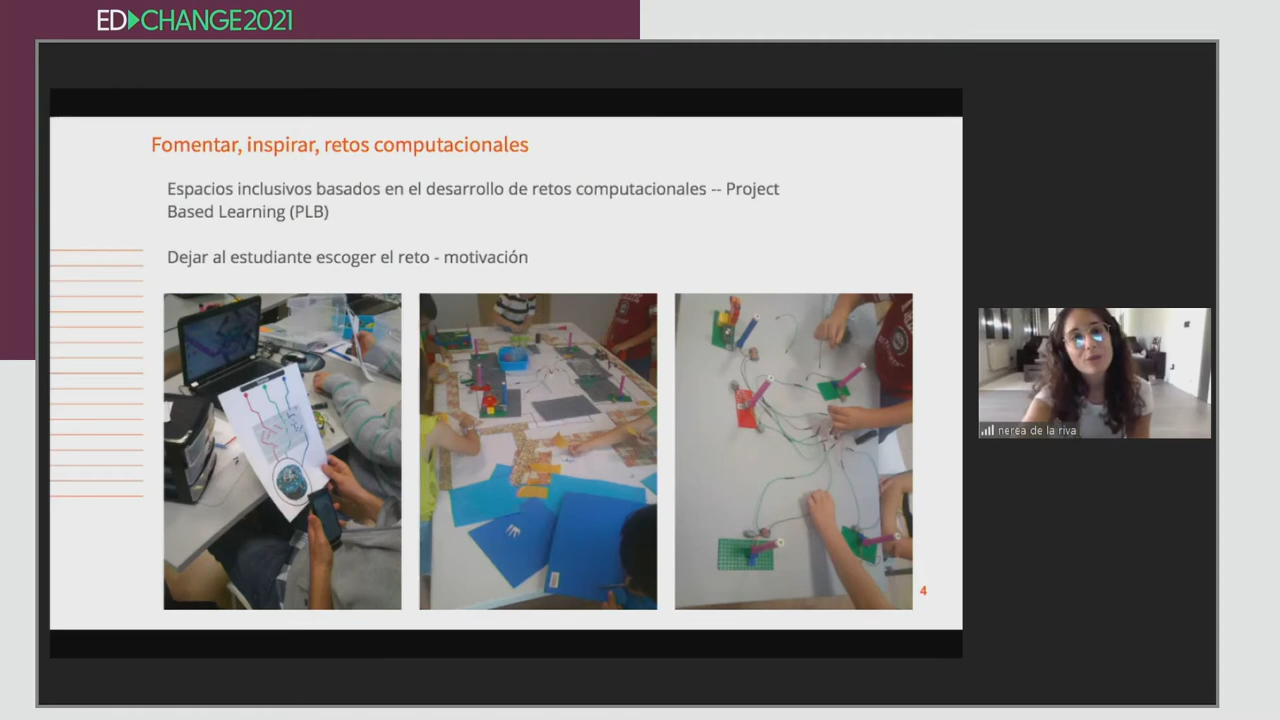 ED CHANGE2021
Fomentar, inspirar, retos computacionales
Espacios inclusivos basados en el desarrollo de retos computacionales -- Project
Based Learning (PLB)
Dejar al estudiante escoger el reto - motivación
nerea de la riva
4